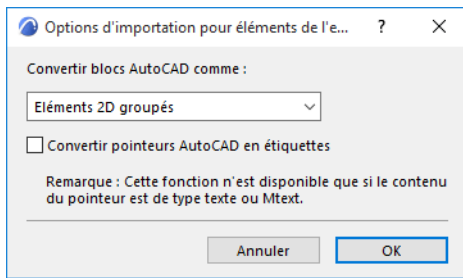 Options d'importation pour éléments de l'e... ?
Convertir blocs AutoCAD comme :
Eléments 2D groupés
Convertir pointeurs AutoCAD en étiquettes
Remarque : Cette fonction n'est disponible que si le contenu
du pointeur est de type texte ou Mtext.
Annuler OK